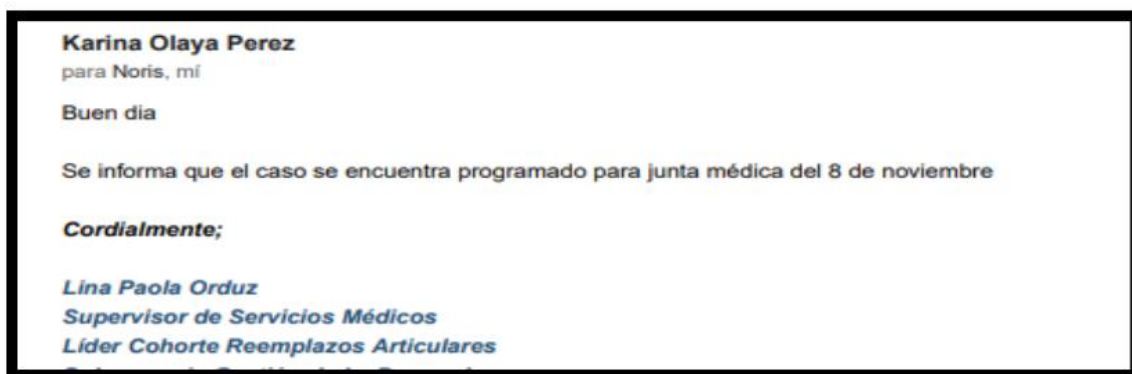 Karina Olaya Perez
para Noris, mí
Buen dia
Se informa que el caso se encuentra programado para junta médica del 8 de noviembre
Cordialmente;
Lina Paola Orduz
Supervisor de Servicios Médicos
Líder Cohorte Reemplazos Articulares